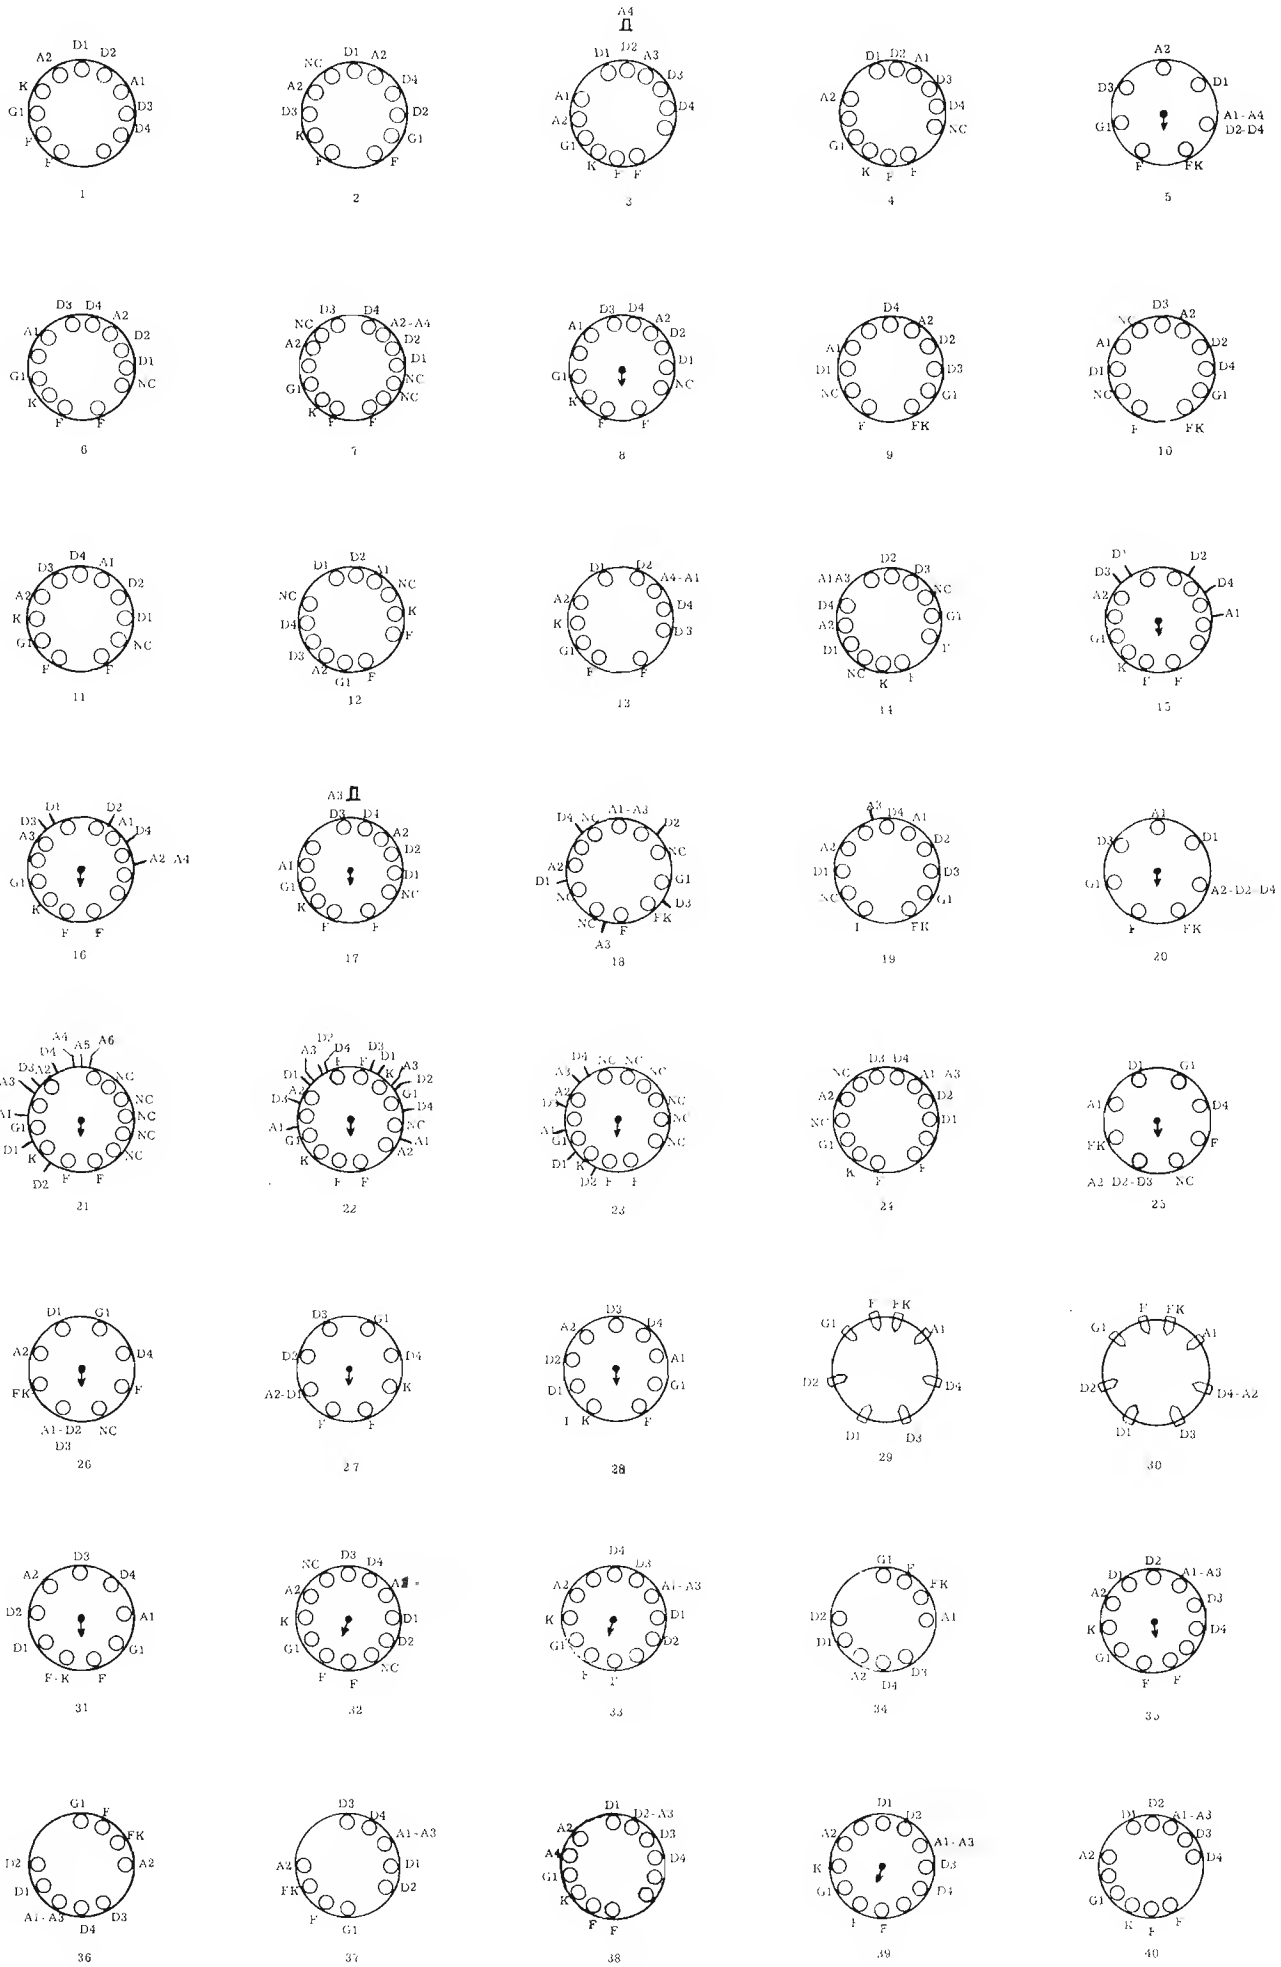 A4
D1
A2 D2
K A1
G1 D3
F D4
F
1
D1
NC A2
A2 D4
D3 D2
K G1
F F
2
D2
D1 A3
D3
A1 D4
A2
G1
K F F
3
D1 D2 A1
D3
A2 D4
NC
G1
K F F
4
A2
D3 D1
G1 A1-A4
D2-D4
F FK
5
D3 D4
A1 A2
D2
G1 D1
K NC
F F
6
D3 D4
NC A2-A4
A2 D2
D1
G1 NC
K NC
F F
7
D3 D4
A1 A2
D2
G1 D1
K NC
F F
8
D4
A2
A1 D2
D1 D3
NC G1
F FK
9
D3
NC A2
A1 D2
D1 D4
NC G1
F FK
10
D4
D3 A1
A2 D2
K D1
G1 NC
F F
11
D2
D1 A1
NC NC
D4 K
D3 F
A2 G1 F
12
D1 D2
A4-A1
A2 D4
K D3
G1
F F
13
D2
A1A3 D3
NC
D4 G1
A2
D1 F
NC K F
14
D1 D2
D3 D4
A2 A1
G1
K F F
15
D1 D2
D3 A1
A3 D4
A2-A4
G1
K
F F
16
A3
D3 D4
A2
D2
A1 D1
G1 NC
K
F F
17
A1-A3
D4 NC D2
NC
A2 G1
D1
NC D3
NC F FK
A3
18
A3
D4 A1
A2 D2
D1 D3
NC G1
FK
19
A1
D3 D1
G1 A2-D2-D4
F FK
20
A4 A5 A6
D4
D3 A2 NC
A3 NC
A1 NC
G1 NC
D1 NC
K
D2 F F
21
D2
A3 D4 F F D3
D1 D1
K A3
A2 D2
D3 G1
D4
A1 NC
G1 A1
K A2
F F
22
D4 NC NC
A3 NC
A2 NC
D3 NC
A1
G1 NC
D1
K
D2 F F
23
D3 D4
NC A1 A3
A2 D2
NC D1
G1
K F F
24
D1 G1
A1 D4
FK F
A2 D2-D3 NC
25
D1 G1
A2 D4
FK F
A1-D2 NC
D3
26
D3 G1
D2 D4
A2-D1 K
F F
27
D3
A2 D4
D2 A1
D1 G1
K F
28
F FK
G1 A1
D2 D4
D1 D3
29
F FK
G1 A1
D2 D4-A2
D1 D3
30
D3
A2 D4
D2 A1
D1 G1
F-K F
31
D3
NC D4
A2
K D1
G1 D2
F F NC
32
D4
D3
A2 A1-A3
K D1
G1 D2
F F
33
G1 F
FK
D2 A1
D1
A2 D4 D3
34
D2
D1 A1-A3
A2 D3
K D4
G1
F F
35
G1 F
FK
D2 A2
D1
A1-A3 D4 D3
36
D3 D4
A1-A3
A2 D1
FK D2
F G1
37
D1 D2-A3
A2 D3
A4 D4
G1
K
F F
38
D1
D2
A2 A1-A3
K D3
G1 D4
F F
39
D2
D1 A1-A3
D3
A2 D4
G1
K F F
40